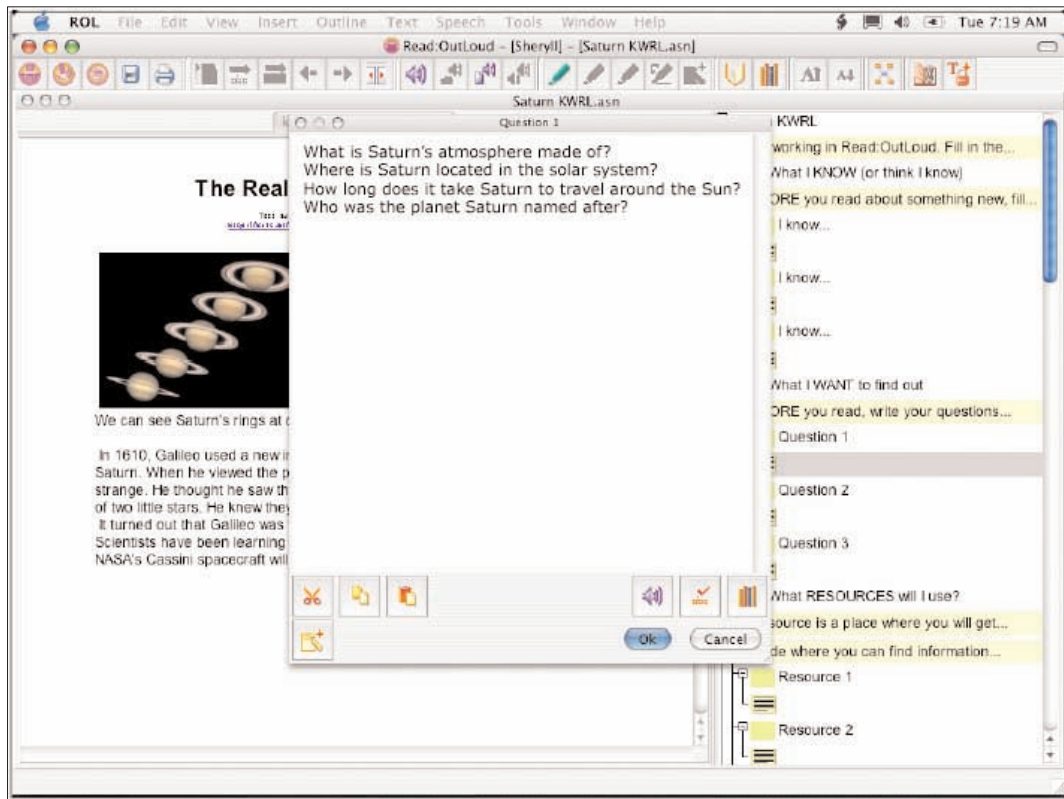 ROL File Edit View Insert Outline Text Speech Tools Window Help Tue 7:19 AM
Read:OutLoud – [Sheryll] – [Saturn KWRL.asn]
Saturn KWRL.asn
Question 1
What is Saturn's atmosphere made of?
Where is Saturn located in the solar system?
How long does it take Saturn to travel around the Sun?
Who was the planet Saturn named after?
Ok Cancel
The Real
We can see Saturn's rings at
In 1610, Galileo used a new
Saturn. When he viewed the
strange. He thought he saw
of two little stars. He knew they
It turned out that Galileo was
Scientists have been learning
NASA's Cassini spacecraft will
KWRL
working in Read:OutLoud. Fill in the...
What I KNOW (or think I know)
ORE you read about something new, fill...
I know...
I know...
I know...
What I WANT to find out
ORE you read, write your questions...
Question 1
Question 2
Question 3
What RESOURCES will I use?
source is a place where you will get...
de where you can find information...
Resource 1
Resource 2